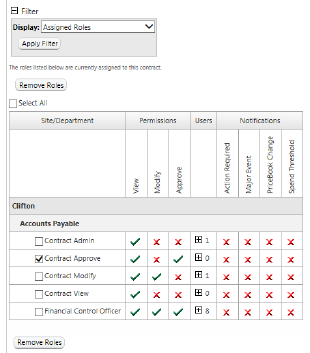 Filter
Display: Assigned Roles
Apply Filter
The roles listed below are currently assigned to this contract.
Remove Roles
Select All
Site/Department Permissions Users Notifications
View Modify Approve Action Required Major Event PriceBook Change Spend Threshold
Clifton
Accounts Payable
Contract Admin 1
Contract Approve 0
Contract Modify 1
Contract View 0
Financial Control Officer 8
Remove Roles